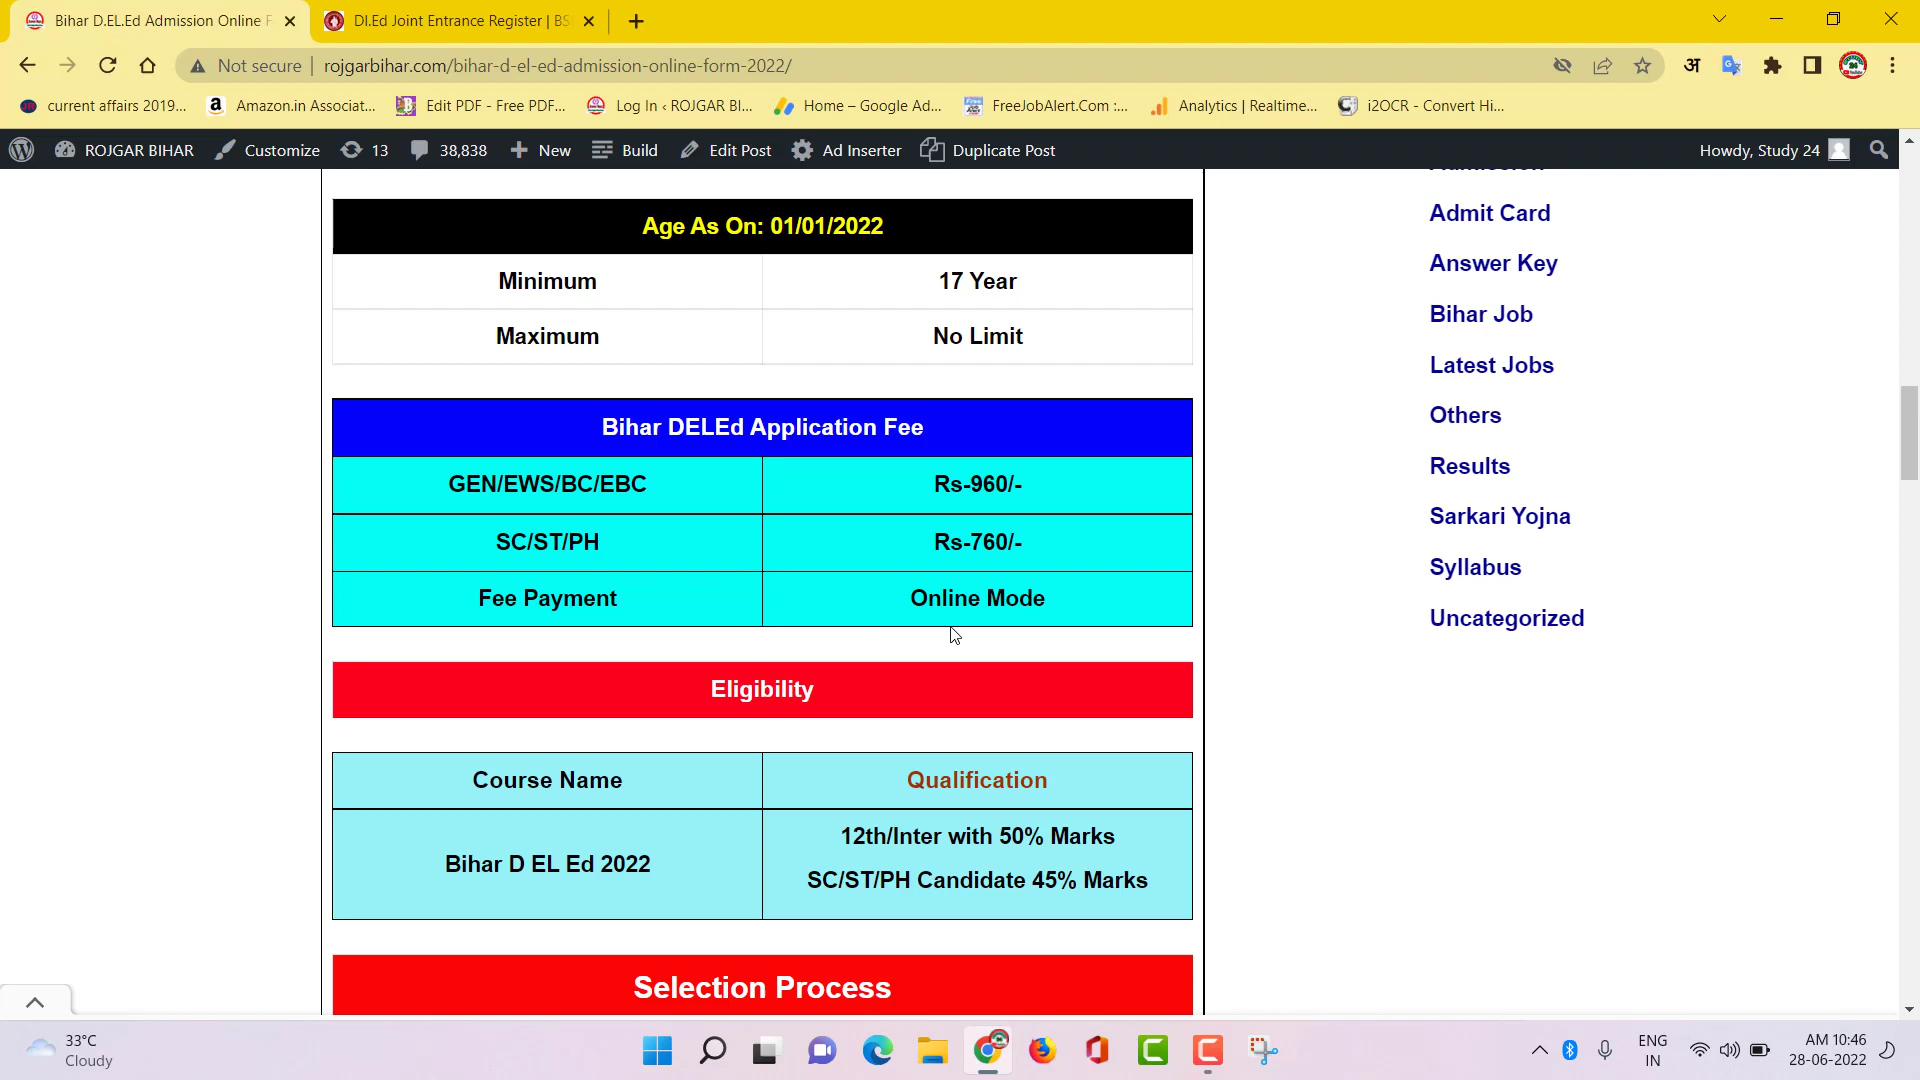 Bihar D.EL.Ed Admission Online F
Dl.Ed Joint Entrance Register | BS
Not secure
rojgarbihar.com/bihar-d-el-ed-admission-online-form-2022/
current affairs 2019...
Amazon.in Associat...
Edit PDF - Free PDF...
Log In ‹ ROJGAR BI...
Home – Google Ad...
FreeJobAlert.Com :...
Analytics | Realtime...
i2OCR - Convert Hi...
अ
ROJGAR BIHAR
Customize
13
38,838
New
Build
Edit Post
Ad Inserter
Duplicate Post
Howdy, Study 24
Age As On: 01/01/2022
Minimum
17 Year
Maximum
No Limit
Bihar DELEd Application Fee
GEN/EWS/BC/EBC
Rs-960/-
SC/ST/PH
Rs-760/-
Fee Payment
Online Mode
Eligibility
Course Name
Qualification
Bihar D EL Ed 2022
12th/Inter with 50% Marks
SC/ST/PH Candidate 45% Marks
Selection Process
Admit Card
Answer Key
Bihar Job
Latest Jobs
Others
Results
Sarkari Yojna
Syllabus
Uncategorized
33°C
Cloudy
ENG
IN
AM 10:46
28-06-2022